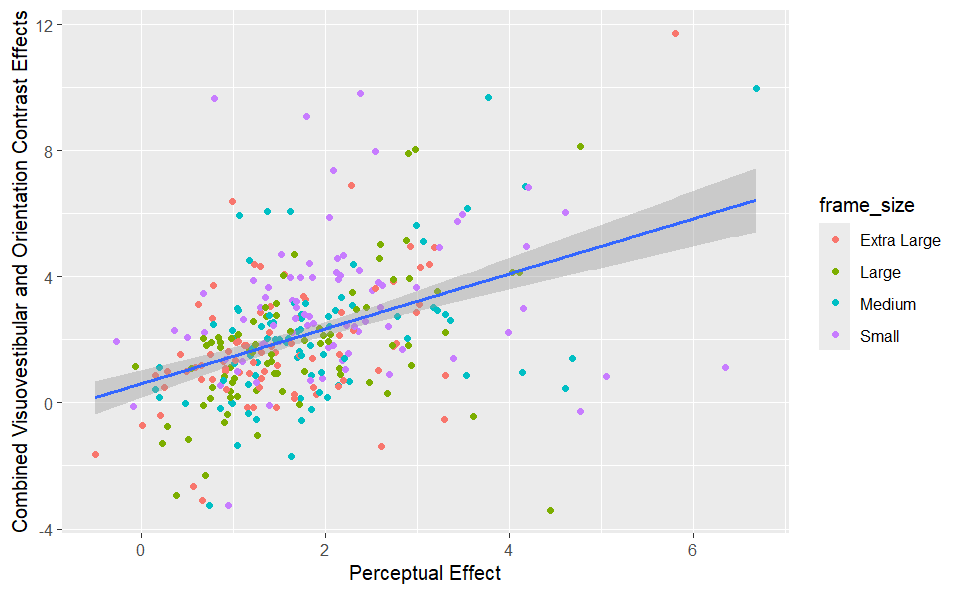 Combined Visuovestibular and Orientation Contrast Effects
12
8
4
0
-4
0 2 4 6
Perceptual Effect
frame_size
Extra Large
Large
Medium
Small